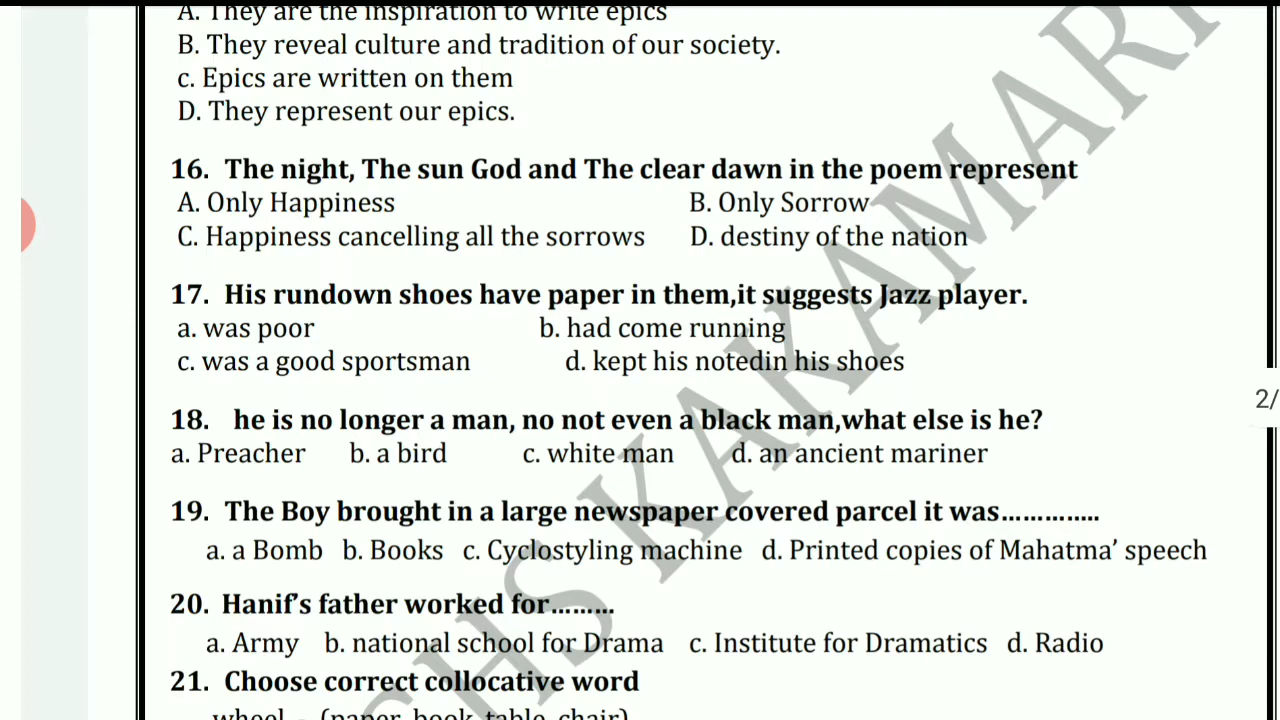 A. They are the inspiration to write epics
B. They reveal culture and tradition of our society.
c. Epics are written on them
D. They represent our epics.
16. The night, The sun God and The clear dawn in the poem represent
A. Only Happiness B. Only Sorrow
C. Happiness cancelling all the sorrows D. destiny of the nation
17. His rundown shoes have paper in them,it suggests Jazz player.
a. was poor b. had come running
c. was a good sportsman d. kept his notedin his shoes
18. he is no longer a man, no not even a black man,what else is he?
a. Preacher b. a bird c. white man d. an ancient mariner
2/
19. The Boy brought in a large newspaper covered parcel it was..............
a. a Bomb b. Books c. Cyclostyling machine d. Printed copies of Mahatma’ speech
20. Hanif’s father worked for.........
a. Army b. national school for Drama c. Institute for Dramatics d. Radio
21. Choose correct collocative word
wheel - (paper, book, table, chair)
GHS KAKAMARI